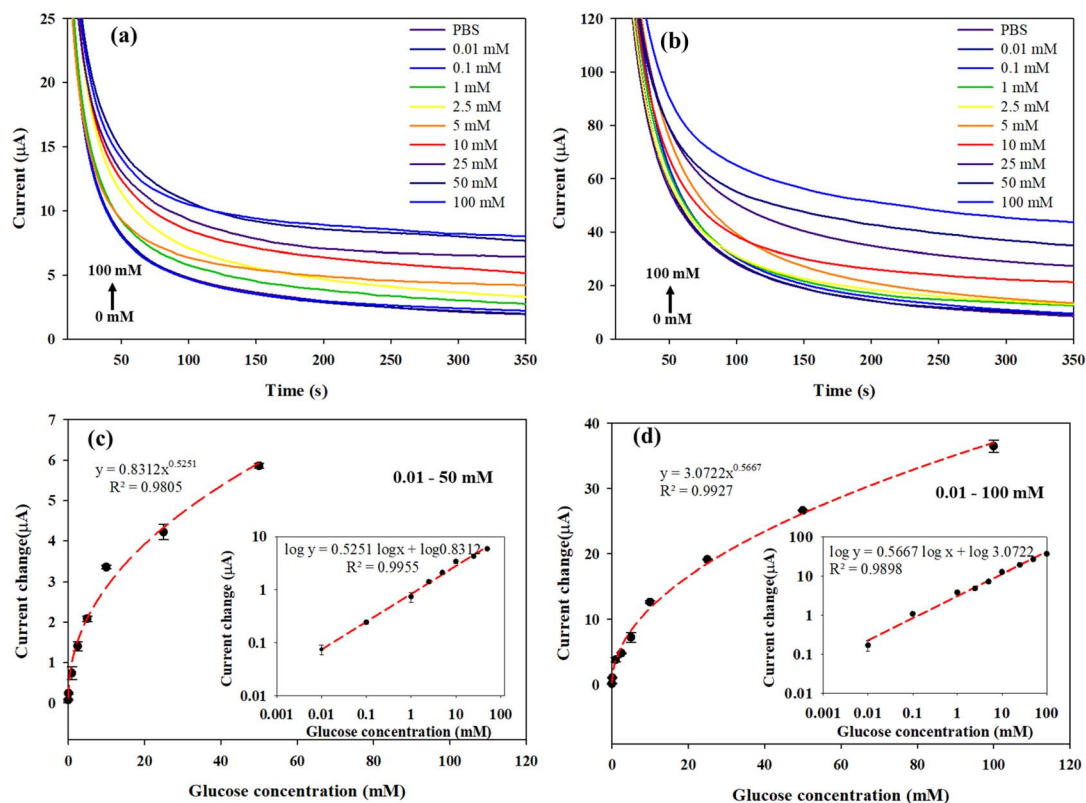 (a)
PBS
0.01 mM
0.1 mM
1 mM
2.5 mM
5 mM
10 mM
25 mM
50 mM
100 mM
100 mM
0 mM
Current (µA)
25
20
15
10
5
0
50
100
150
200
250
300
350
Time (s)
(b)
PBS
0.01 mM
0.1 mM
1 mM
2.5 mM
5 mM
10 mM
25 mM
50 mM
100 mM
100 mM
0 mM
Current (µA)
120
100
80
60
40
20
0
50
100
150
200
250
300
350
Time (s)
(c)
y = 0.8312x^0.5251
R² = 0.9805
0.01 - 50 mM
Current change(µA)
7
6
5
4
3
2
1
0
0
20
40
60
80
100
120
Glucose concentration (mM)
log y = 0.5251 logx + log0.8312
R² = 0.9955
Current change (µA)
10
1
0.1
0.01
0.001
0.01
0.1
1
10
100
Glucose concentration (mM)
(d)
y = 3.0722x^0.5667
R² = 0.9927
0.01 - 100 mM
Current change(µA)
40
30
20
10
0
0
20
40
60
80
100
120
Glucose concentration (mM)
log y = 0.5667 log x + log 3.0722
R² = 0.9898
Current change(µA)
100
10
1
0.1
0.01
0.001
0.01
0.1
1
10
100
Glucose concentration (mM)